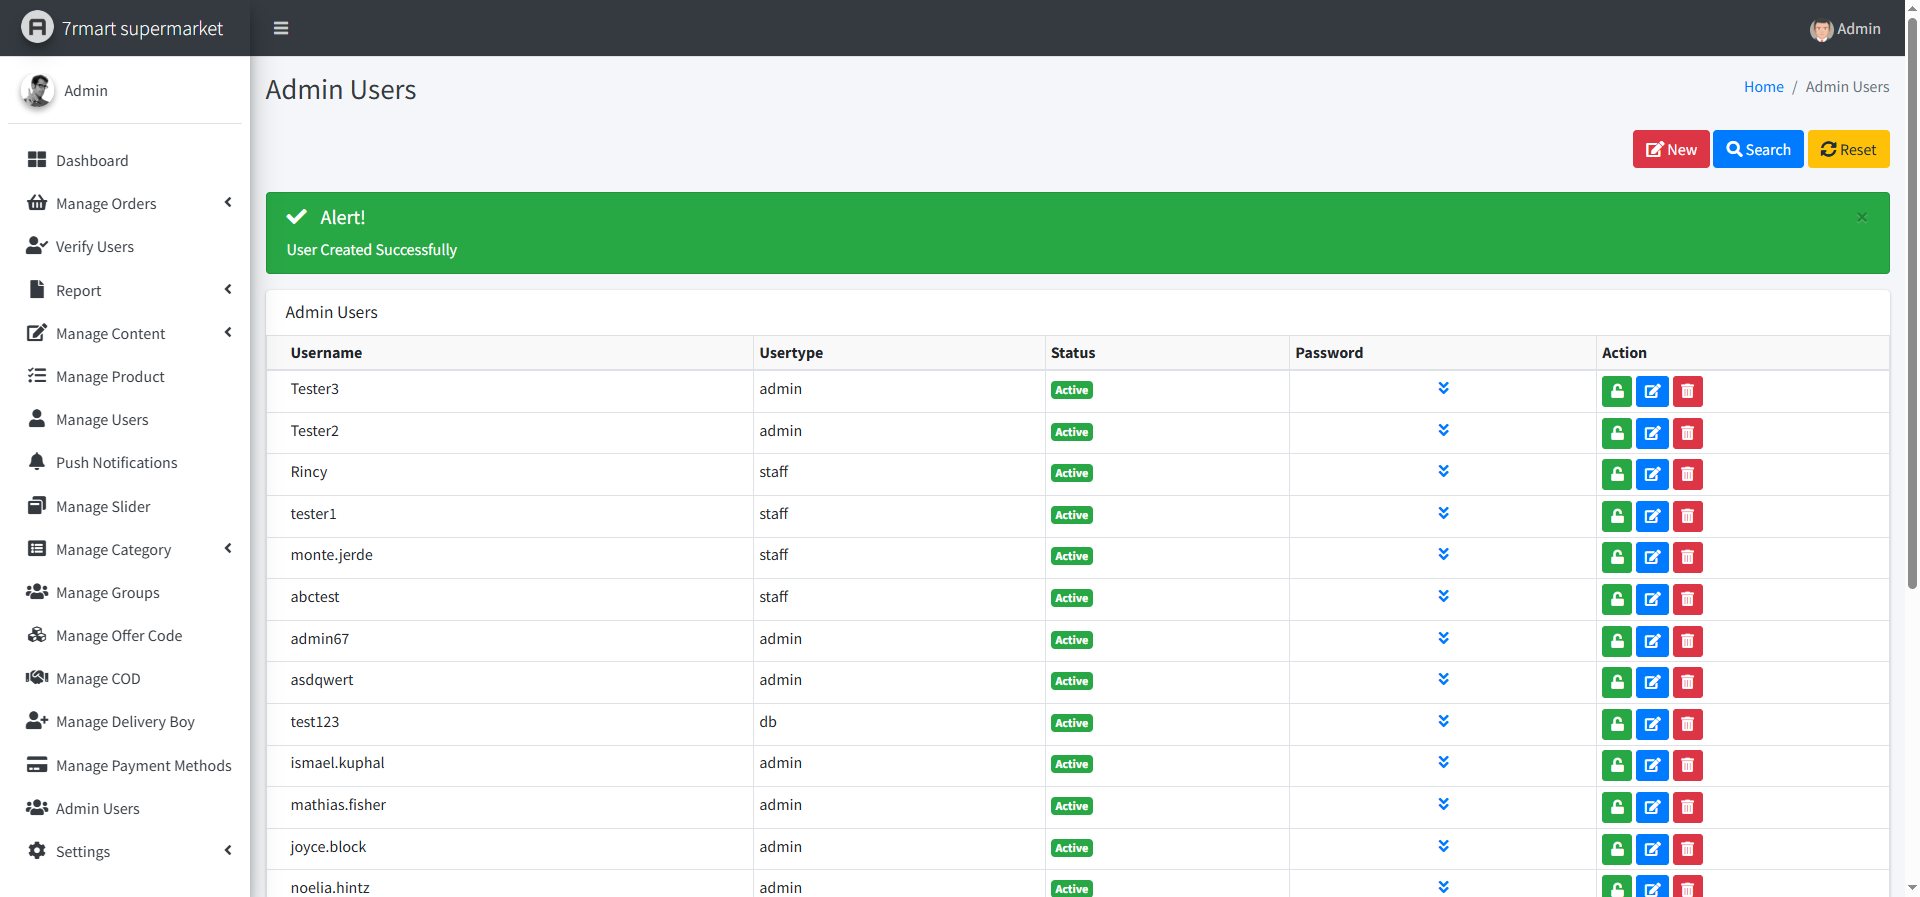 7rmart supermarket
Admin
Admin
Dashboard
Manage Orders
Verify Users
Report
Manage Content
Manage Product
Manage Users
Push Notifications
Manage Slider
Manage Category
Manage Groups
Manage Offer Code
Manage COD
Manage Delivery Boy
Manage Payment Methods
Admin Users
Settings
Admin Users
Home / Admin Users
New Search Reset
Alert! ×
User Created Successfully
Admin Users
Username Usertype Status Password Action
Tester3 admin Active
Tester2 admin Active
Rincy staff Active
tester1 staff Active
monte.jerde staff Active
abctest staff Active
admin67 admin Active
asdqwert admin Active
test123 db Active
ismael.kuphal admin Active
mathias.fisher admin Active
joyce.block admin Active
noelia.hintz admin Active